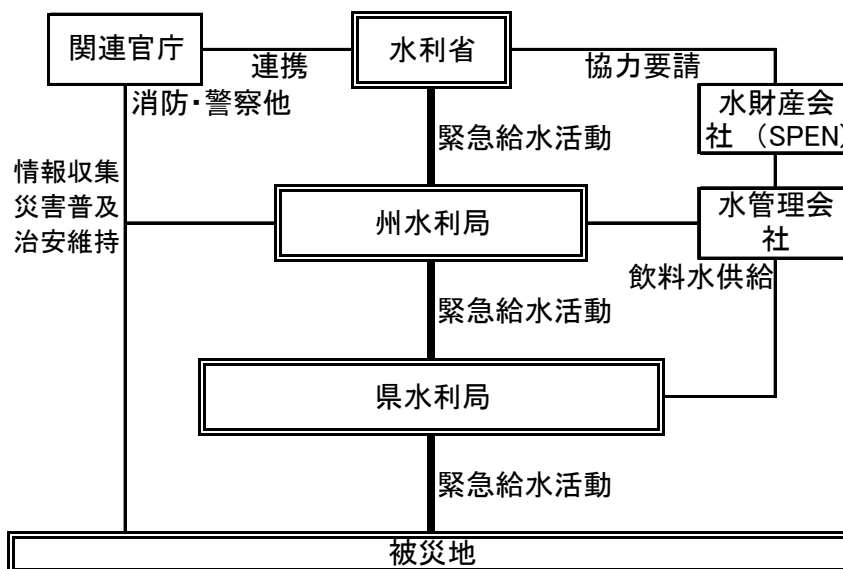 関連官庁
水利省
連携
協力要請
消防・警察他
水財産会
社 （SPEN）
緊急給水活動
情報収集
災害普及
治安維持
州水利局
水管理会
社
飲料水供給
緊急給水活動
県水利局
緊急給水活動
被災地